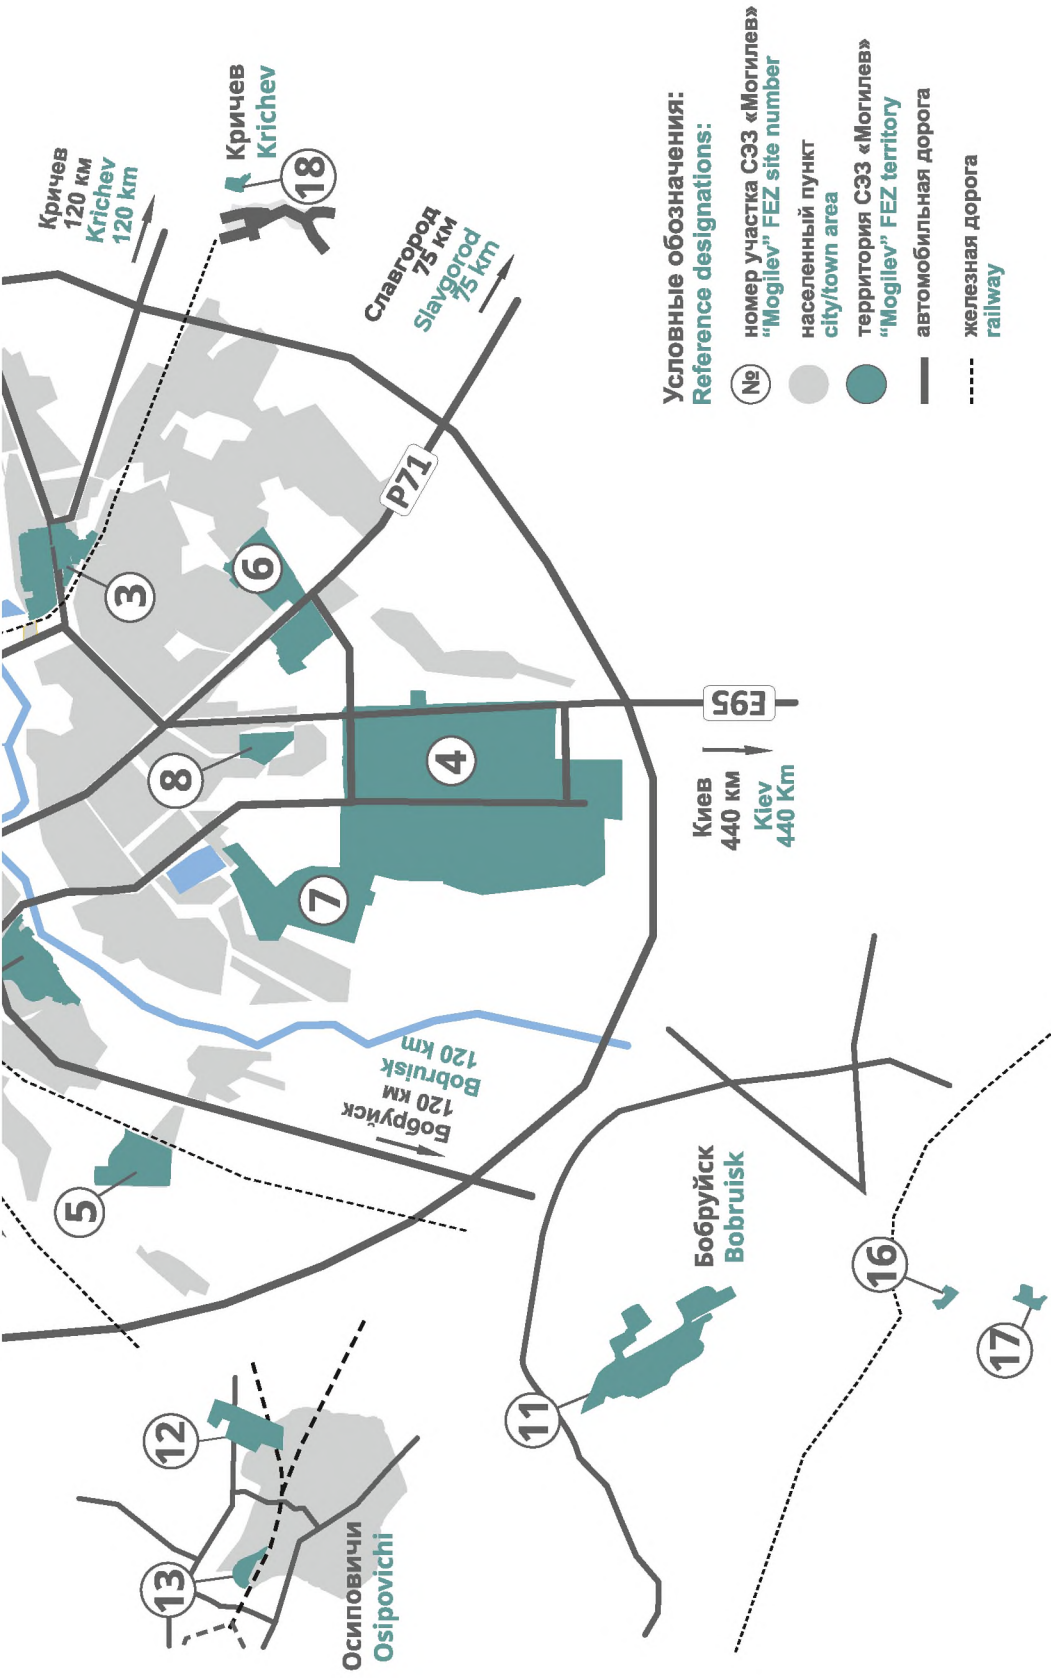 Кричев
120 км
Krichev
120 km
Кричев
Krichev
18
Славгород
75 км
Slavgorod
75 km
P71
3
6
8
4
7
E95
Киев
440 км
Kiev
440 Km
5
Бобруйск
120 км
Bobruisk
120 km
12
13
Осиповичи
Osipovichi
11
Бобруйск
Bobruisk
16
17
Условные обозначения:
Reference designations:
№
номер участка СЭЗ «Могилев»
“Mogilev” FEZ site number
населенный пункт
city/town area
территория СЭЗ «Могилев»
“Mogilev” FEZ territory
автомобильная дорога
железная дорога
railway